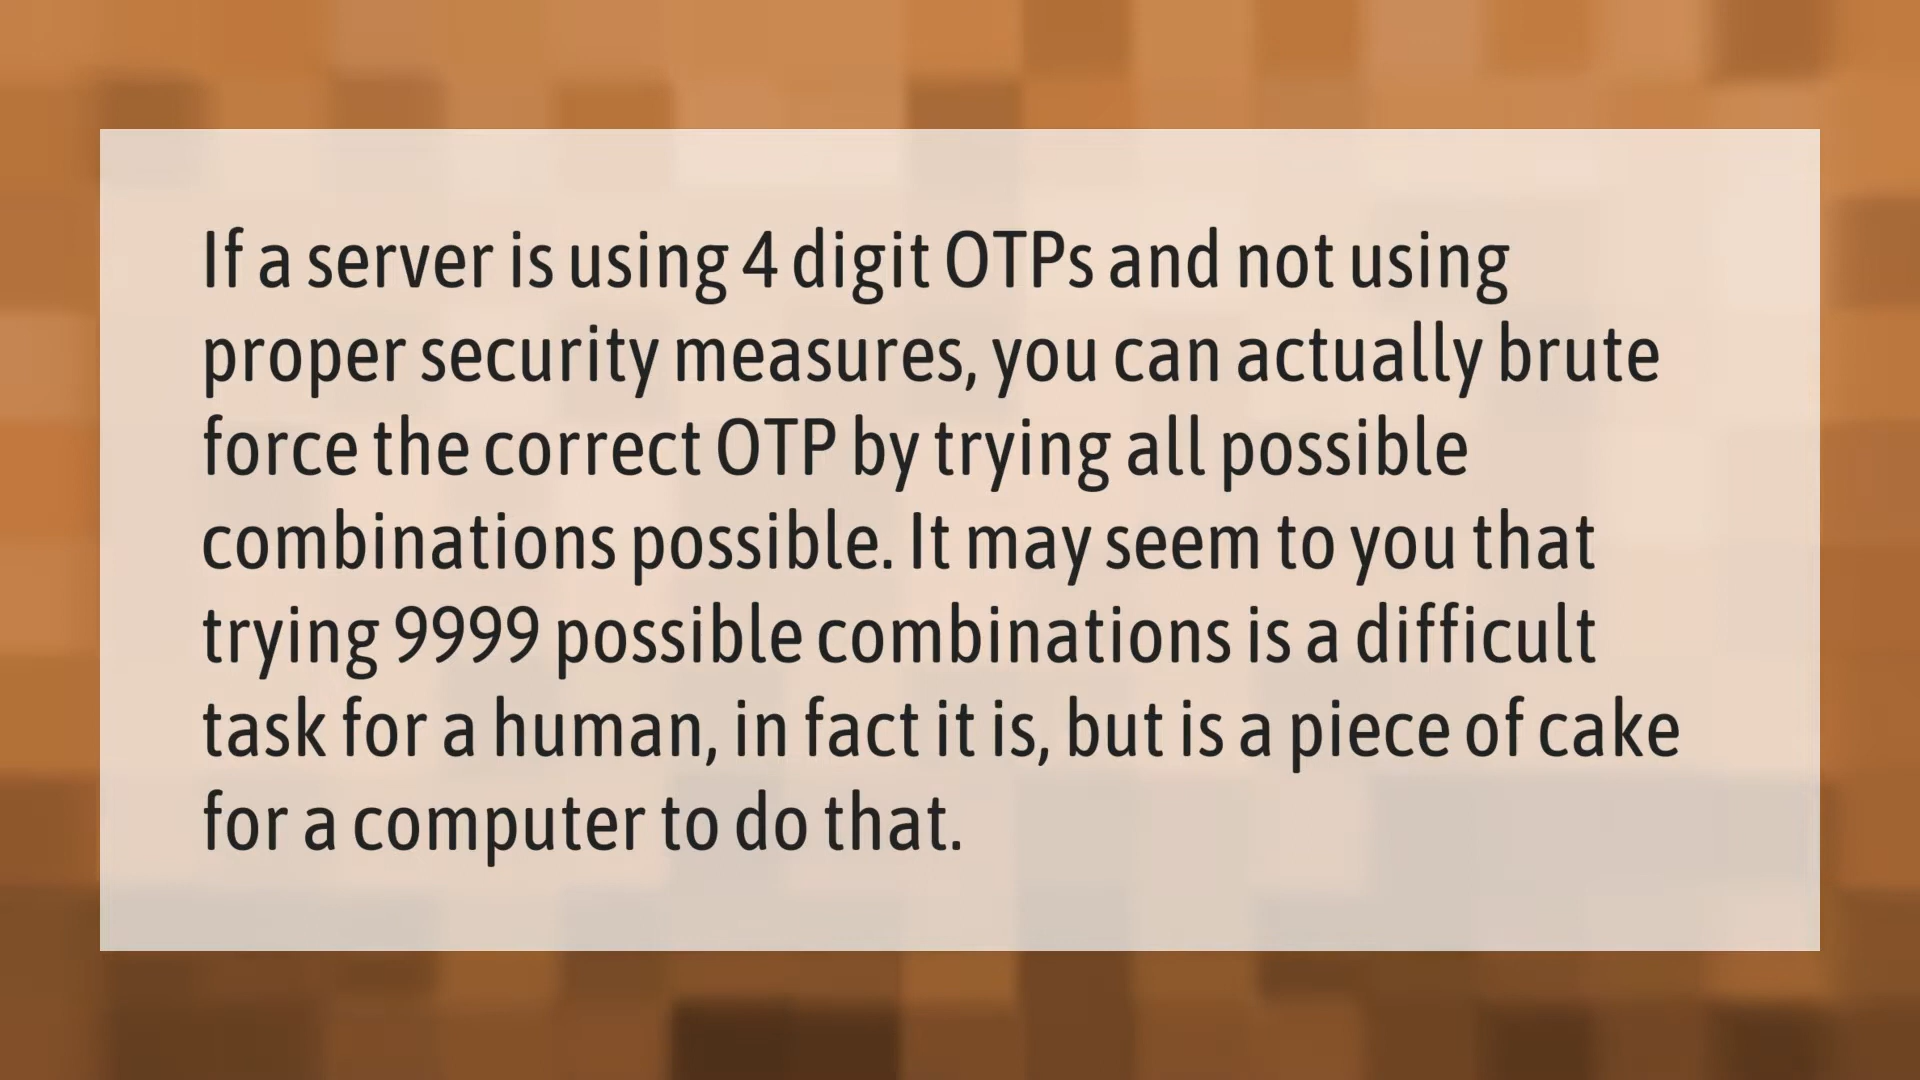 If a server is using 4 digit OTPs and not using
proper security measures, you can actually brute
force the correct OTP by trying all possible
combinations possible. It may seem to you that
trying 9999 possible combinations is a difficult
task for a human, in fact it is, but is a piece of cake
for a computer to do that.